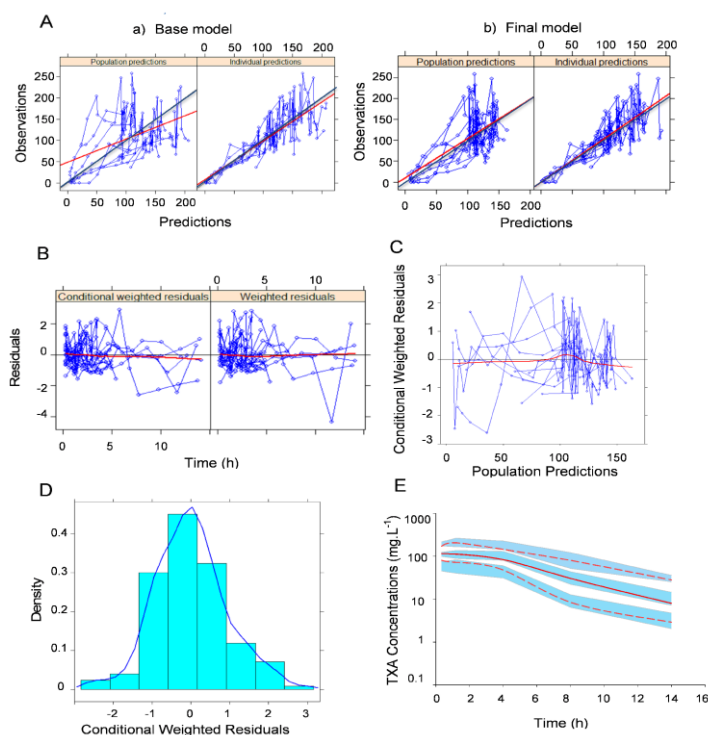 A
a) Base model
b) Final model
0 50 100 150 200
0 50 100 150 200
Population predictions
Individual predictions
Population predictions
Individual predictions
Observations
250
200
150
100
50
0
Observations
250
200
150
100
50
0
0 50 100 150 200
0 50 100 150 200
Predictions
Predictions
B
0 5 10
Conditional weighted residuals
Weighted residuals
Residuals
2
0
-2
-4
0 5 10
Time (h)
C
Conditional Weighted Residuals
3
2
1
0
-1
-2
-3
0 50 100 150
Population Predictions
D
Density
0.4
0.3
0.2
0.1
0
-3 -2 -1 0 1 2 3
Conditional Weighted Residuals
E
TXA Concentrations (mg.L⁻¹)
1000
100
10
1
0.1
0 2 4 6 8 10 12 14 16
Time (h)